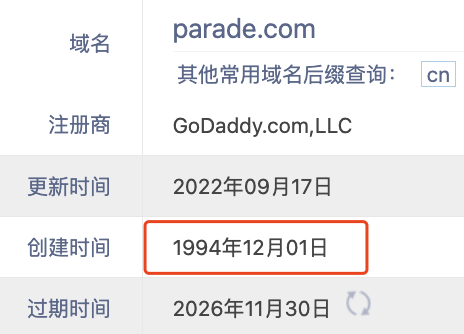 域名 parade.com
其他常用域名后缀查询： cn
注册商 GoDaddy.com,LLC
更新时间 2022年09月17日
创建时间 1994年12月01日
过期时间 2026年11月30日